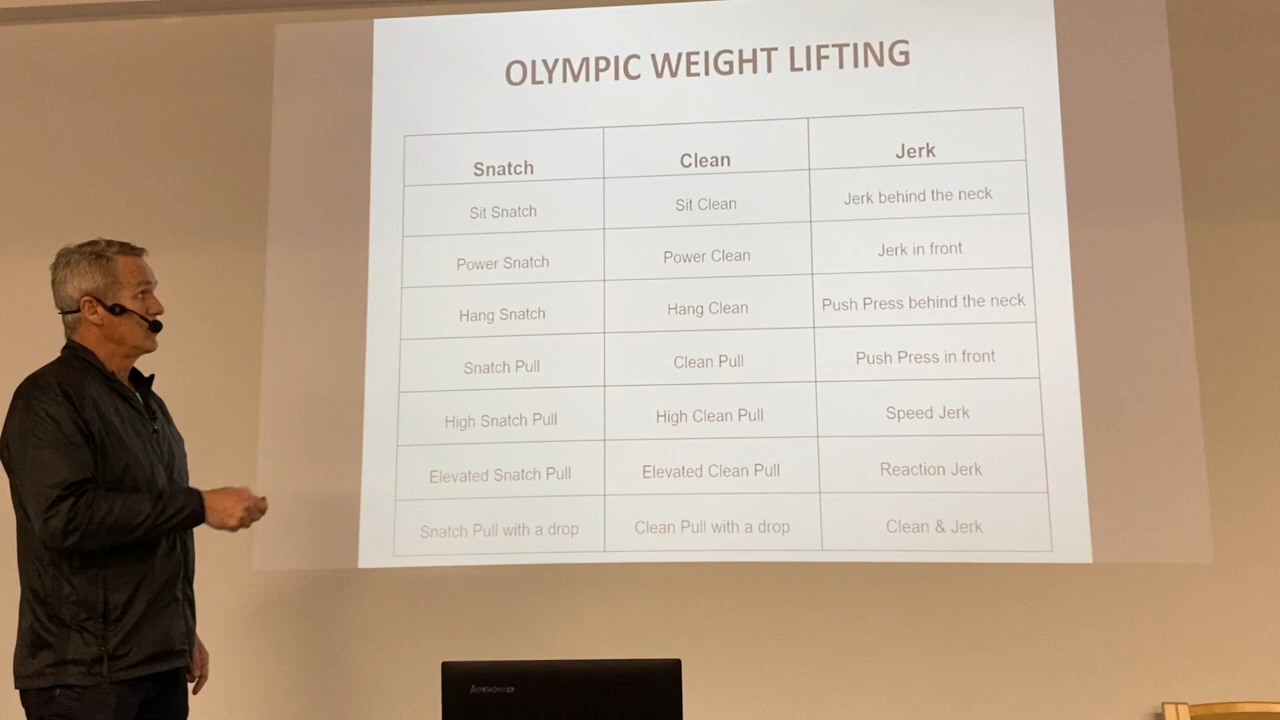 OLYMPIC WEIGHT LIFTING
Snatch Clean Jerk
Sit Snatch Sit Clean Jerk behind the neck
Power Snatch Power Clean Jerk in front
Hang Snatch Hang Clean Push Press behind the neck
Snatch Pull Clean Pull Push Press in front
High Snatch Pull High Clean Pull Speed Jerk
Elevated Snatch Pull Elevated Clean Pull Reaction Jerk
Snatch Pull with a drop Clean Pull with a drop Clean & Jerk
lenovo